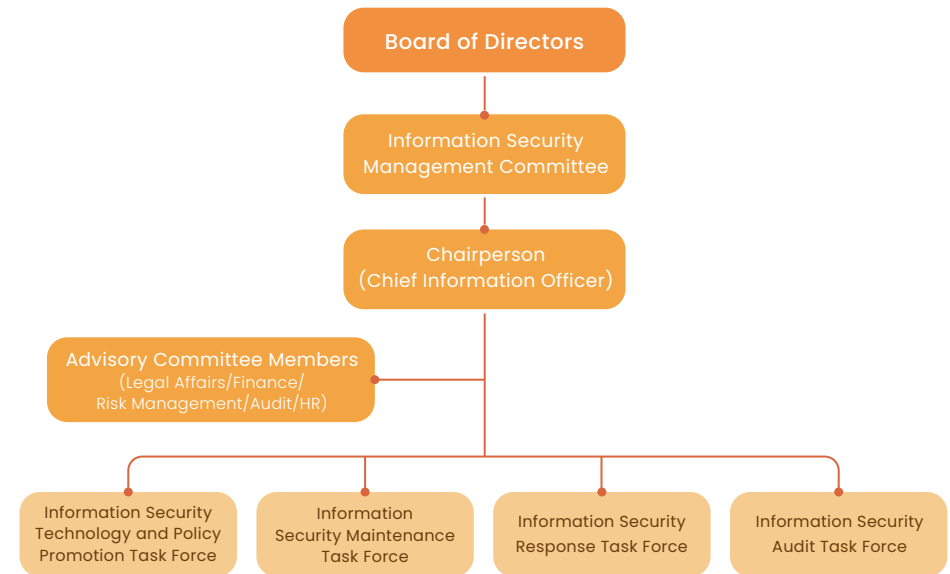 Board of Directors
Information Security
Management Committee
Chairperson
(Chief Information Officer)
Advisory Committee Members
(Legal Affairs/Finance/
Risk Management/Audit/HR)
Information Security
Technology and Policy
Promotion Task Force
Information
Security Maintenance
Task Force
Information Security
Response Task Force
Information Security
Audit Task Force